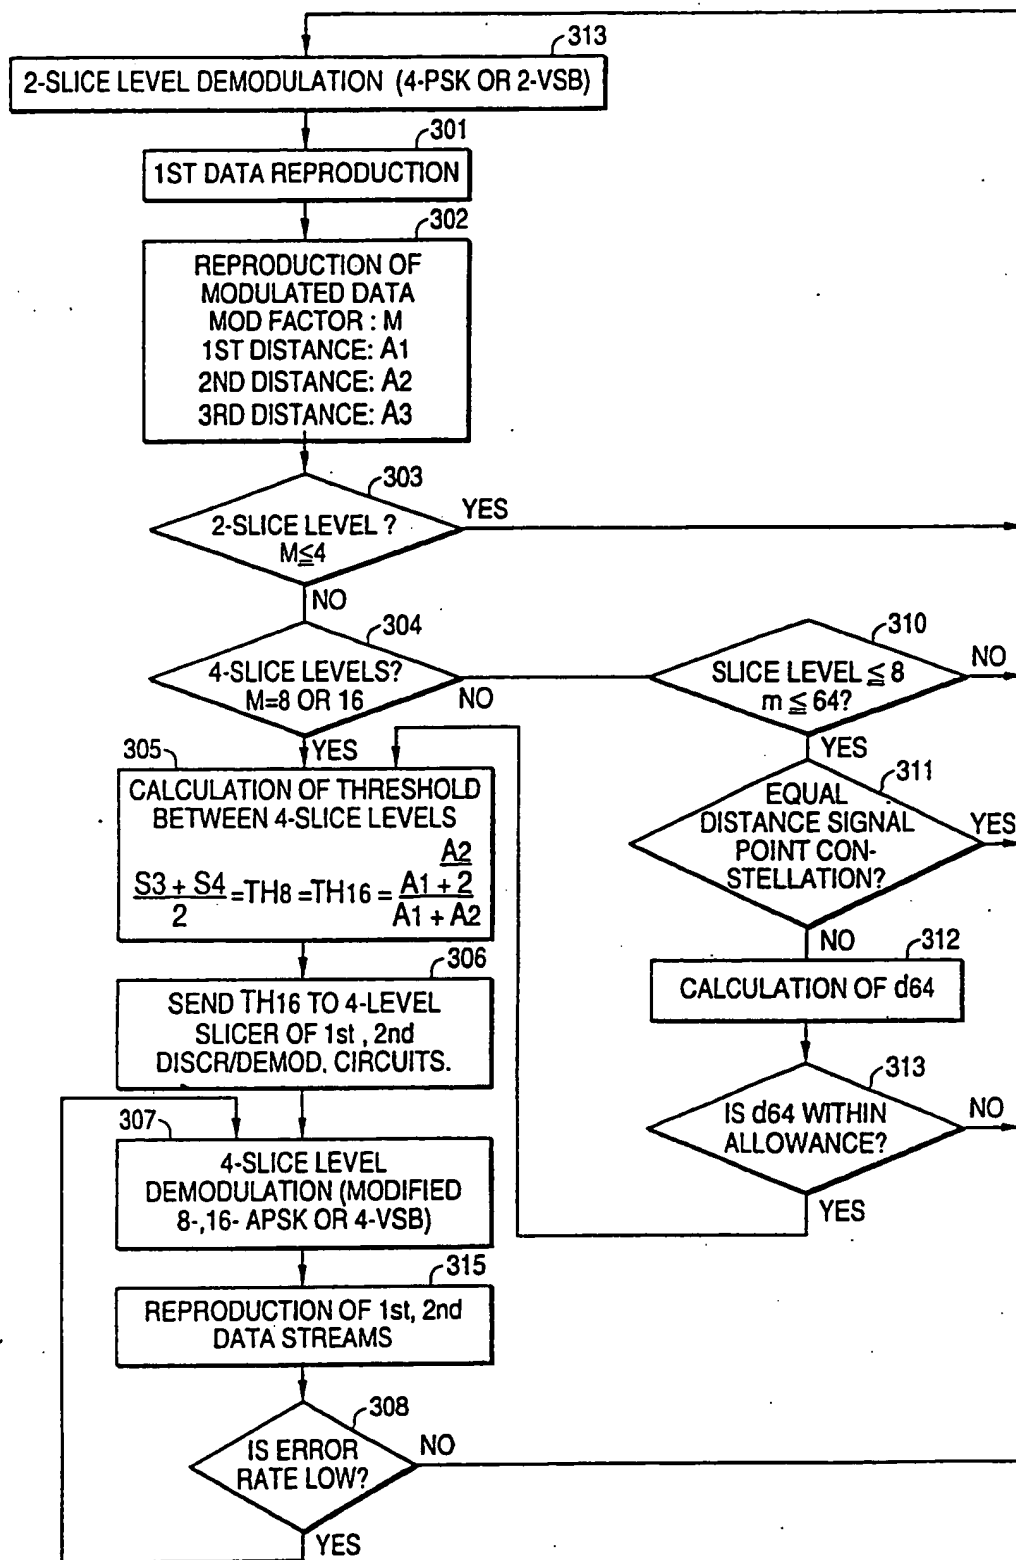 313
2-SLICE LEVEL DEMODULATION (4-PSK OR 2-VSB)
301
1ST DATA REPRODUCTION
302
REPRODUCTION OF
MODULATED DATA
MOD FACTOR : M
1ST DISTANCE: A1
2ND DISTANCE: A2
3RD DISTANCE: A3
303
2-SLICE LEVEL ?
M≦4
YES
NO
304
4-SLICE LEVELS?
M=8 OR 16
NO
YES
310
SLICE LEVEL ≦ 8
m ≦ 64?
NO
YES
311
EQUAL
DISTANCE SIGNAL
POINT CON-
STELLATION?
YES
NO
305
CALCULATION OF THRESHOLD
BETWEEN 4-SLICE LEVELS
A2
S3 + S4 =TH8 =TH16 = A1 + 2
2 A1 + A2
312
CALCULATION OF d64
306
SEND TH16 TO 4-LEVEL
SLICER OF 1st , 2nd
DISCR/DEMOD. CIRCUITS.
313
IS d64 WITHIN
ALLOWANCE?
NO
YES
307
4-SLICE LEVEL
DEMODULATION (MODIFIED
8-,16- APSK OR 4-VSB)
315
REPRODUCTION OF 1st, 2nd
DATA STREAMS
308
IS ERROR
RATE LOW?
NO
YES